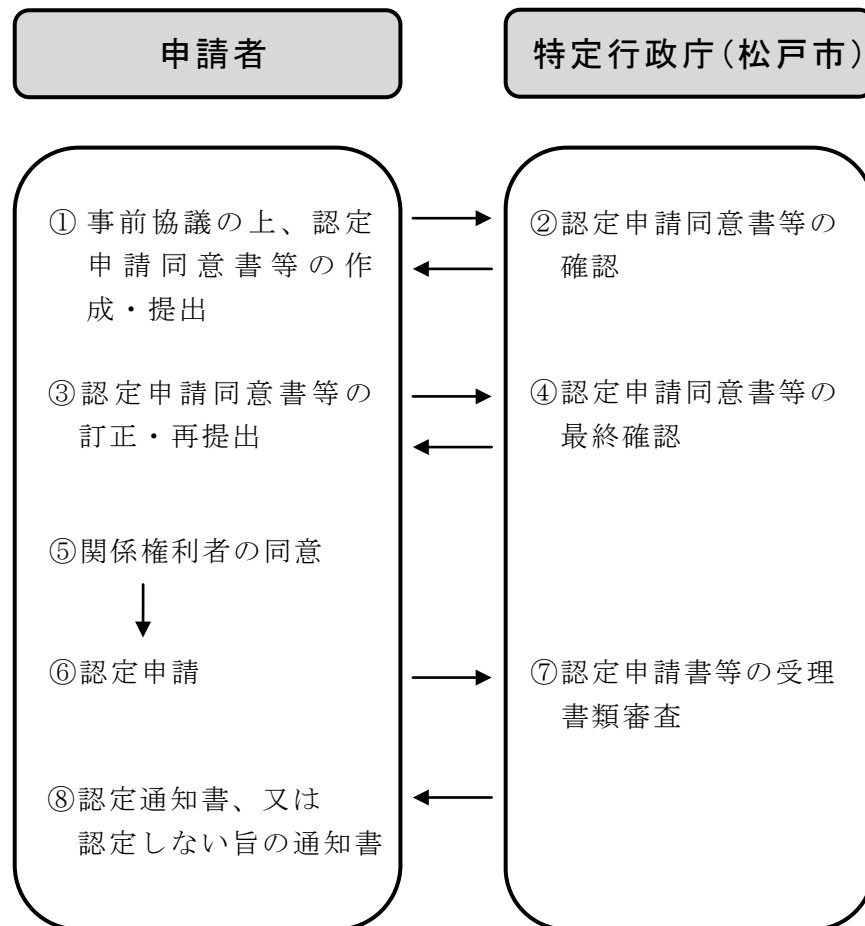 申請者
特定行政庁(松戸市)
① 事前協議の上、認定
申請同意書等の作
成・提出
②認定申請同意書等の
確認
③認定申請同意書等の
訂正・再提出
④認定申請同意書等の
最終確認
⑤関係権利者の同意
⑥認定申請
⑦認定申請書等の受理
書類審査
⑧認定通知書、又は
認定しない旨の通知書